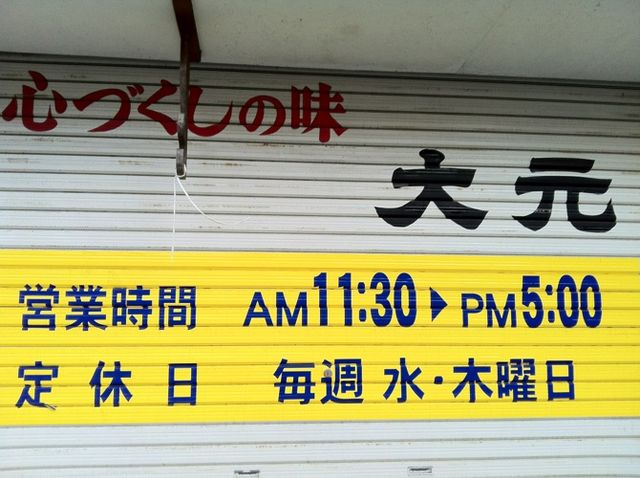 心づくしの味
大元
営業時間 AM11:30▶PM5:00
定休日 毎週 水・木曜日